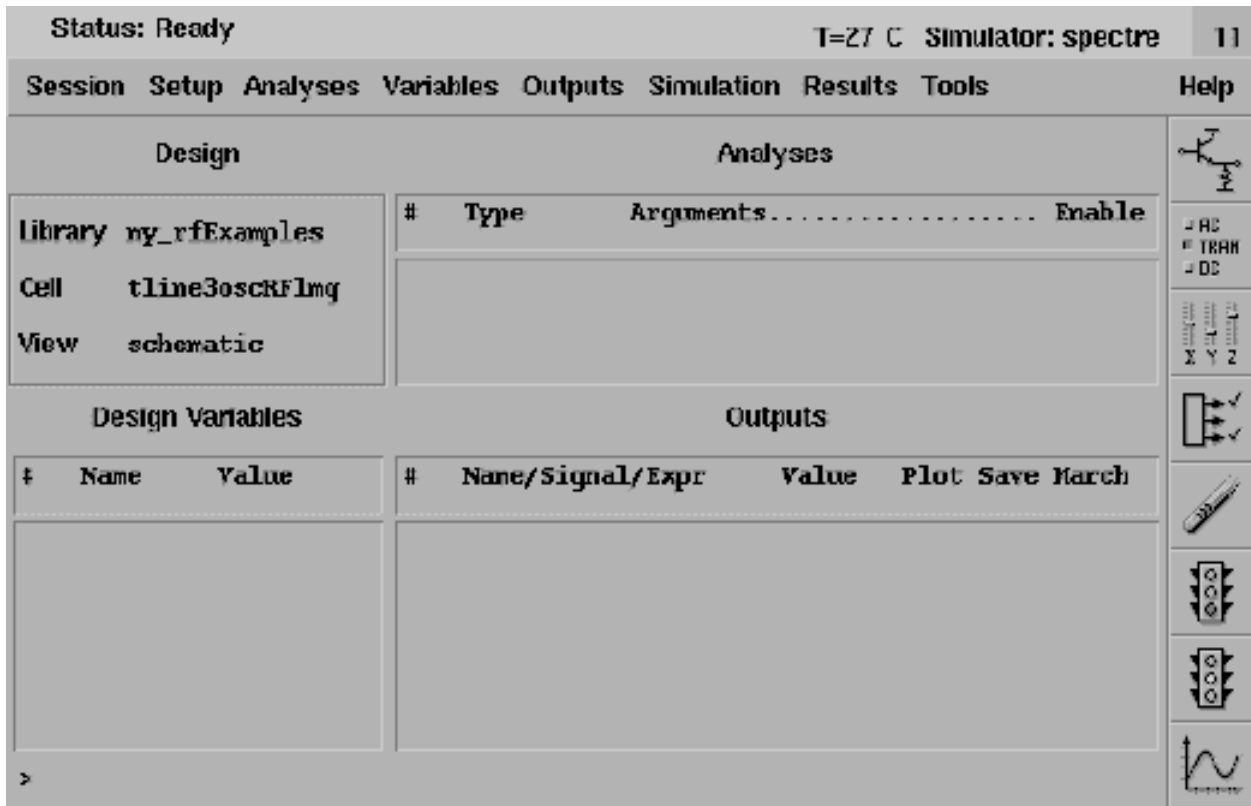 Status: Ready T=27 C Simulator: spectre 11
Session Setup Analyses Variables Outputs Simulation Results Tools Help
Design
Analyses
Library my_rfExamples
Cell tline3oscRFlmg
View schematic
# Type Arguments.................. Enable
Design Variables
Outputs
# Name Value
# Name/Signal/Expr Value Plot Save March
>
AC
TRAN
DC
X Y Z